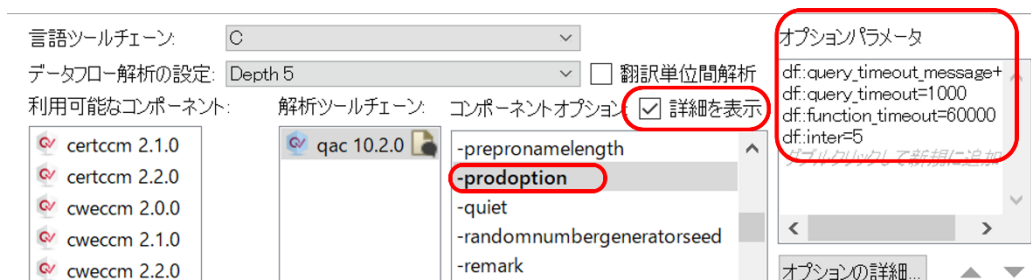 言語ツールチェーン:
C
データフロー解析の設定:
Depth 5
翻訳単位間解析
利用可能なコンポーネント:
certccm 2.1.0
certccm 2.2.0
cweccm 2.0.0
cweccm 2.1.0
cweccm 2.2.0
解析ツールチェーン:
qac 10.2.0
コンポーネントオプション:
詳細を表示
-prepronamelength
-prodoption
-quiet
-randomnumbergeneratorseed
-remark
オプションパラメータ
df::query_timeout_message+
df::query_timeout=1000
df::function_timeout=60000
df::inter=5
ダブルクリックして新規に追加
オプションの詳細...